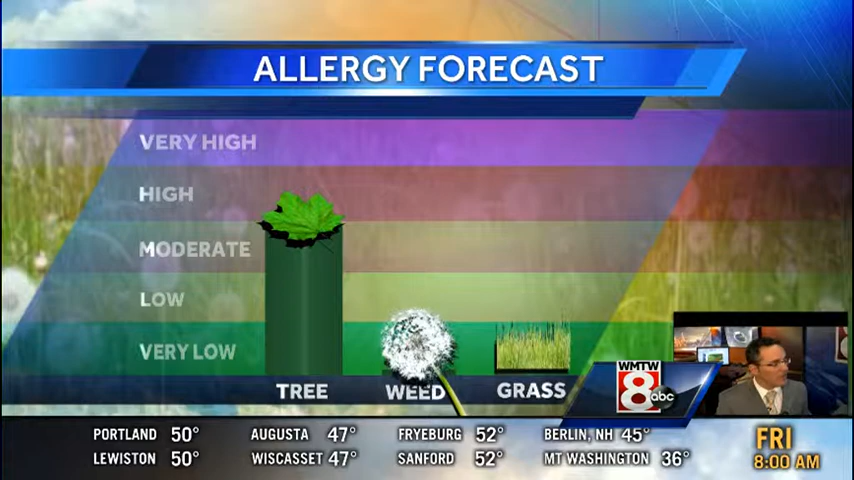 ALLERGY FORECAST
VERY HIGH
HIGH
MODERATE
LOW
VERY LOW
TREE WEED GRASS
WMTW
8
abc
PORTLAND 50° AUGUSTA 47° FRYEBURG 52° BERLIN, NH 45°
LEWISTON 50° WISCASSET 47° SANFORD 52° MT WASHINGTON 36°
FRI
8:00 AM